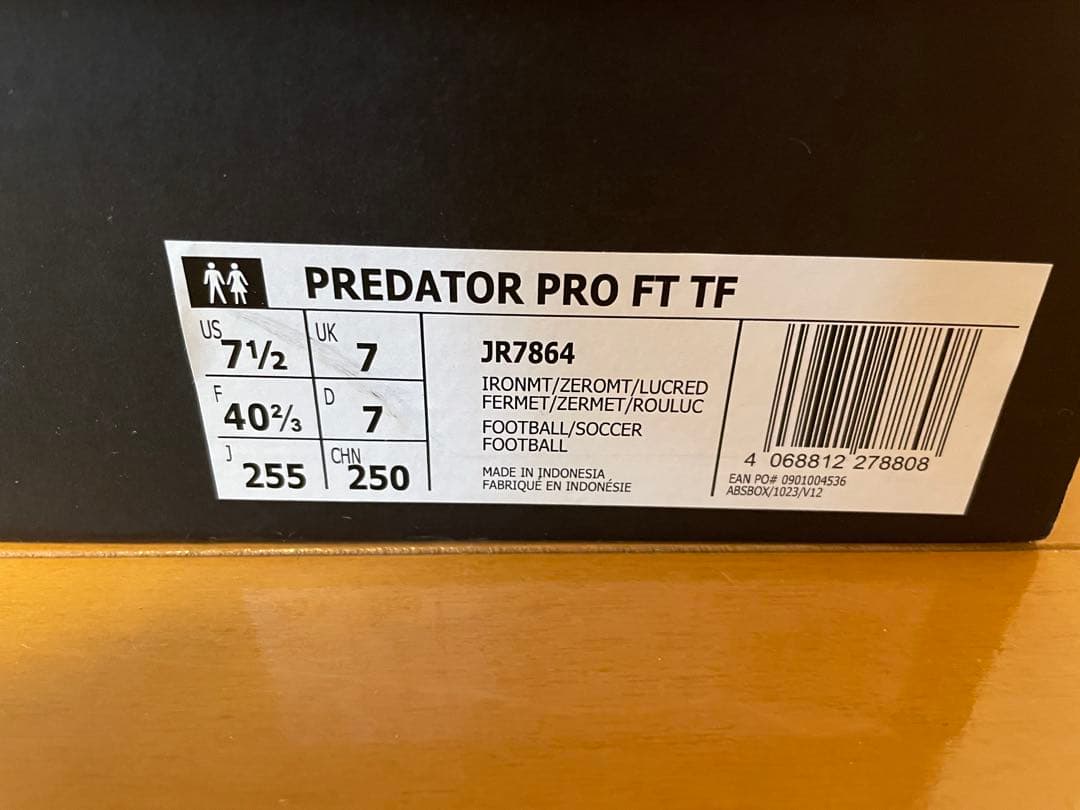 PREDATOR PRO FT TF
US 7½ UK 7
F 40⅔ D 7
J 255 CHN 250
JR7864
IRONMT/ZEROMT/LUCRED
FERMET/ZERMET/ROULUC
FOOTBALL/SOCCER
FOOTBALL
MADE IN INDONESIA
FABRIQUÉ EN INDONÉSIE
4 068812 278808
EAN PO# 0901004536
ABSBOX/1023/V12